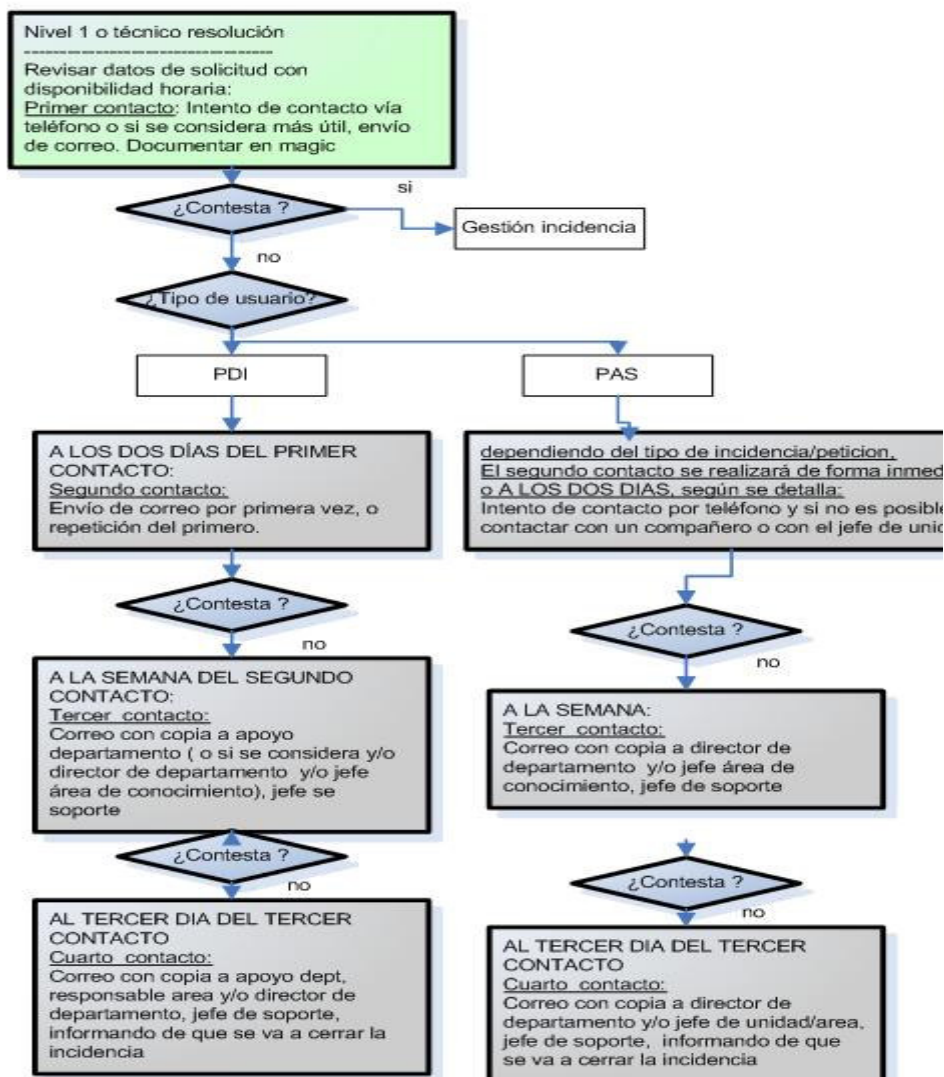 Nivel 1 o técnico resolución
-----------------------------------
Revisar datos de solicitud con
disponibilidad horaria:
Primer contacto: Intento de contacto vía
teléfono o si se considera más útil, envío
de correo. Documentar en magic
¿Contesta ?
si
Gestión incidencia
no
¿Tipo de usuario?
PDI
PAS
A LOS DOS DÍAS DEL PRIMER
CONTACTO:
Segundo contacto:
Envío de correo por primera vez, o
repetición del primero.
dependiendo del tipo de incidencia/peticion,
El segundo contacto se realizará de forma inmed
o A LOS DOS DIAS, según se detalla:
Intento de contacto por teléfono y si no es posible
contactar con un compañero o con el jefe de unid
¿Contesta ?
no
¿Contesta ?
no
A LA SEMANA DEL SEGUNDO
CONTACTO:
Tercer contacto:
Correo con copia a apoyo
departamento ( o si se considera y/o
director de departamento y/o jefe
área de conocimiento), jefe se
soporte
A LA SEMANA:
Tercer contacto:
Correo con copia a director de
departamento y/o jefe área de
conocimiento, jefe de soporte
¿Contesta ?
no
¿Contesta ?
no
AL TERCER DIA DEL TERCER
CONTACTO
Cuarto contacto:
Correo con copia a apoyo dept,
responsable area y/o director de
departamento, jefe de soporte,
informando de que se va a cerrar la
incidencia
AL TERCER DIA DEL TERCER
CONTACTO
Cuarto contacto:
Correo con copia a director de
departamento y/o jefe de unidad/area,
jefe de soporte, informando de que
se va a cerrar la incidencia